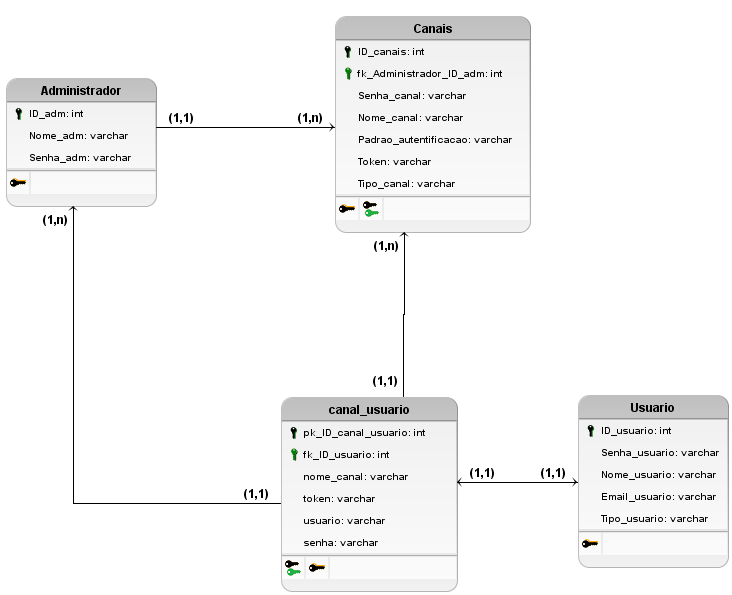 Canais
ID_canais: int
fk_Administrador_ID_adm: int
Senha_canal: varchar
Nome_canal: varchar
Padrao_autentificacao: varchar
Token: varchar
Tipo_canal: varchar
Administrador
ID_adm: int
Nome_adm: varchar
Senha_adm: varchar
(1,1)
(1,n)
(1,n)
(1,n)
(1,1)
(1,1)
canal_usuario
pk_ID_canal_usuario: int
fk_ID_usuario: int
nome_canal: varchar
token: varchar
usuario: varchar
senha: varchar
(1,1)
(1,1)
Usuario
ID_usuario: int
Senha_usuario: varchar
Nome_usuario: varchar
Email_usuario: varchar
Tipo_usuario: varchar